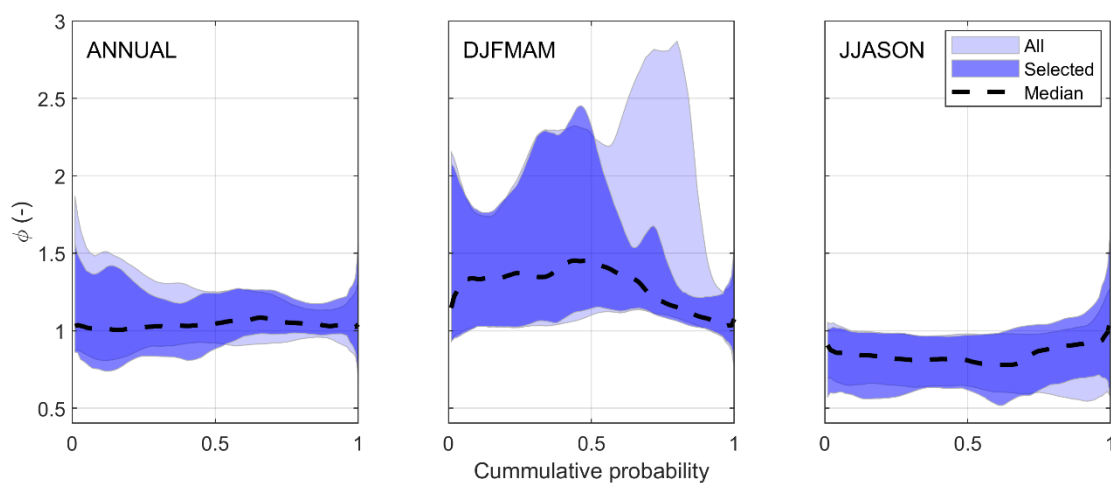 3
2.5
2
1.5
1
0.5
ϕ (-)
ANNUAL
0 0.5 1
DJFMAM
0 0.5 1
Cummulative probability
JJASON
All
Selected
Median
0 0.5 1